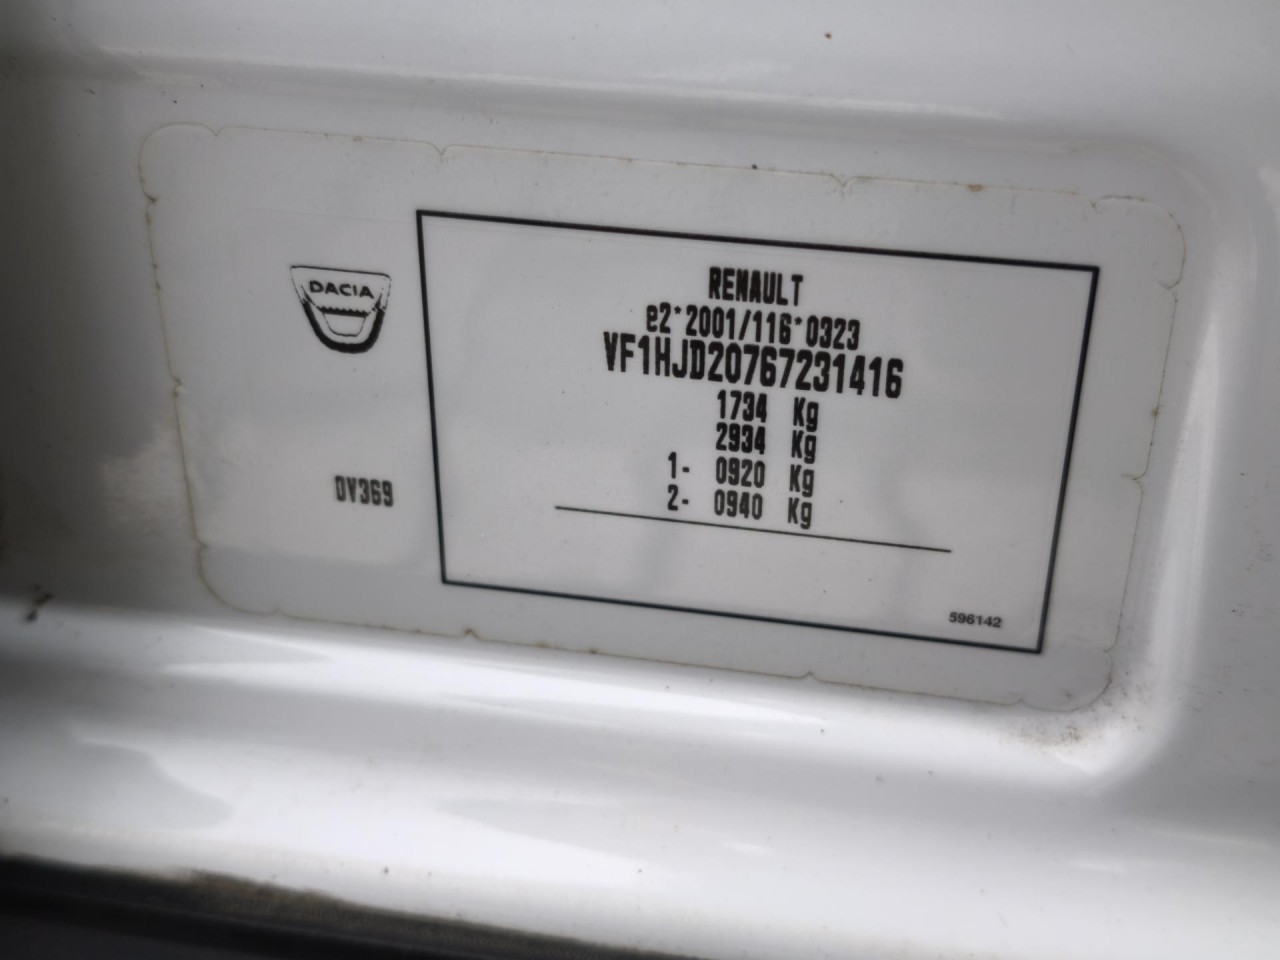 DACIA
DV369
RENAULT
e2*2001/116*0323
VF1HJD20767231416
1734 Kg
2934 Kg
1- 0920 Kg
2- 0940 Kg
596142